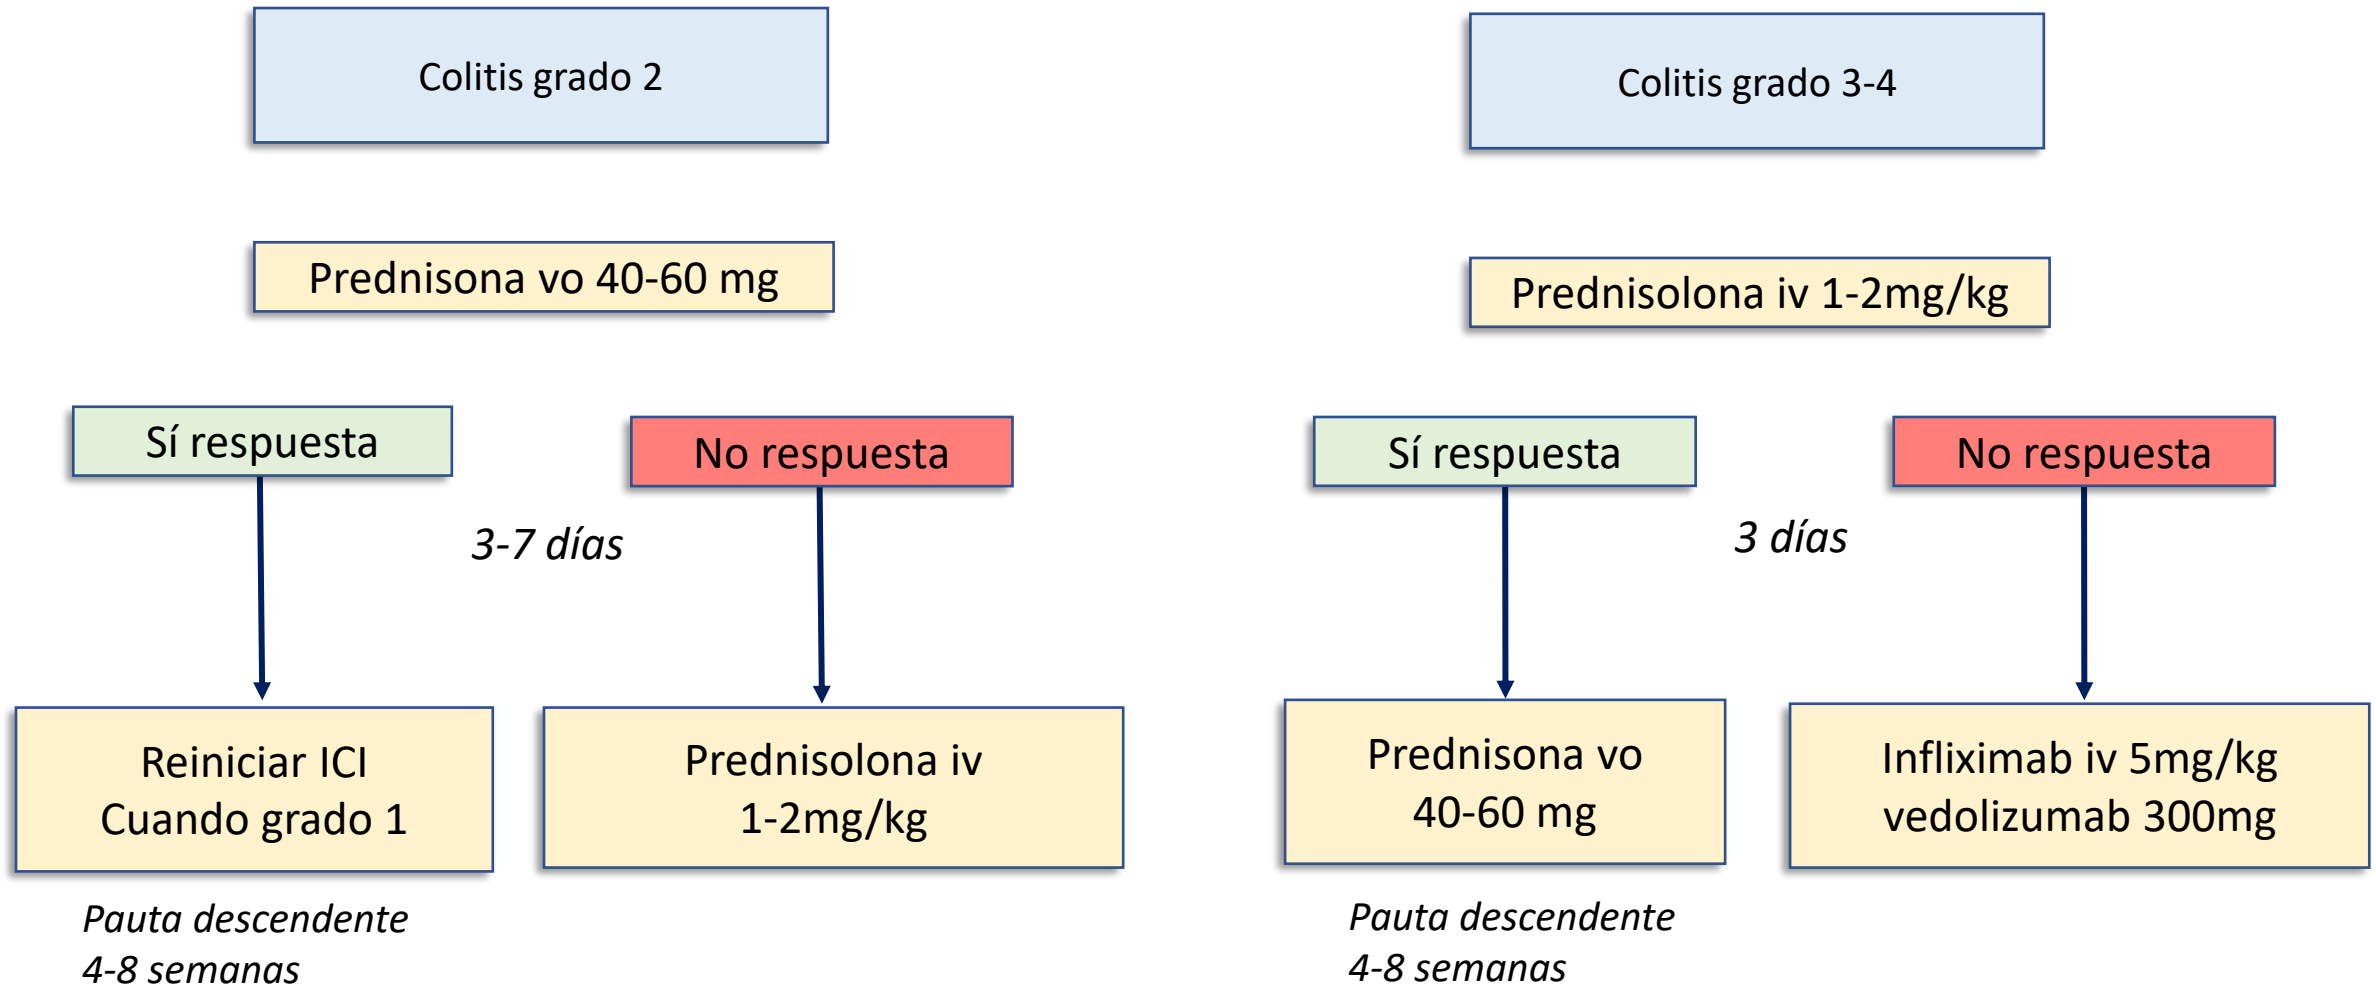 Colitis grado 2
Prednisona vo 40-60 mg
Sí respuesta
No respuesta
3-7 días
Reiniciar ICI
Cuando grado 1
Prednisolona iv
1-2mg/kg
Pauta descendente
4-8 semanas
Colitis grado 3-4
Prednisolona iv 1-2mg/kg
Sí respuesta
No respuesta
3 días
Prednisona vo
40-60 mg
Infliximab iv 5mg/kg
vedolizumab 300mg
Pauta descendente
4-8 semanas